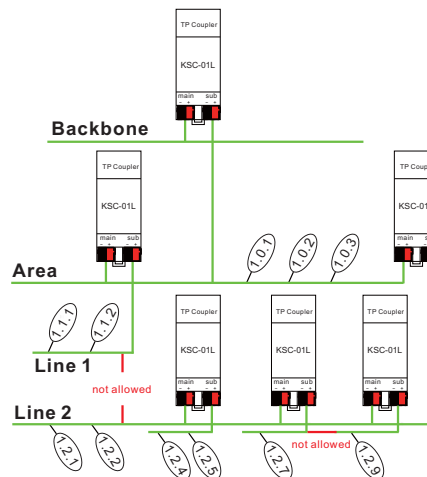 TP Coupler
KSC-01L
main sub
- + - +
Backbone
TP Coupler
KSC-01L
main sub
- + - +
TP Coup
KSC-01
main su
- + -
1.0.1
1.0.2
1.0.3
Area
1.1.1
1.1.2
Line 1
not allowed
TP Coupler
KSC-01L
main sub
- + - +
TP Coupler
KSC-01L
main sub
- + - +
TP Coupler
KSC-01L
main sub
- + - +
Line 2
1.2.1
1.2.2
1.2.4
1.2.5
1.2.7
not allowed
1.2.9